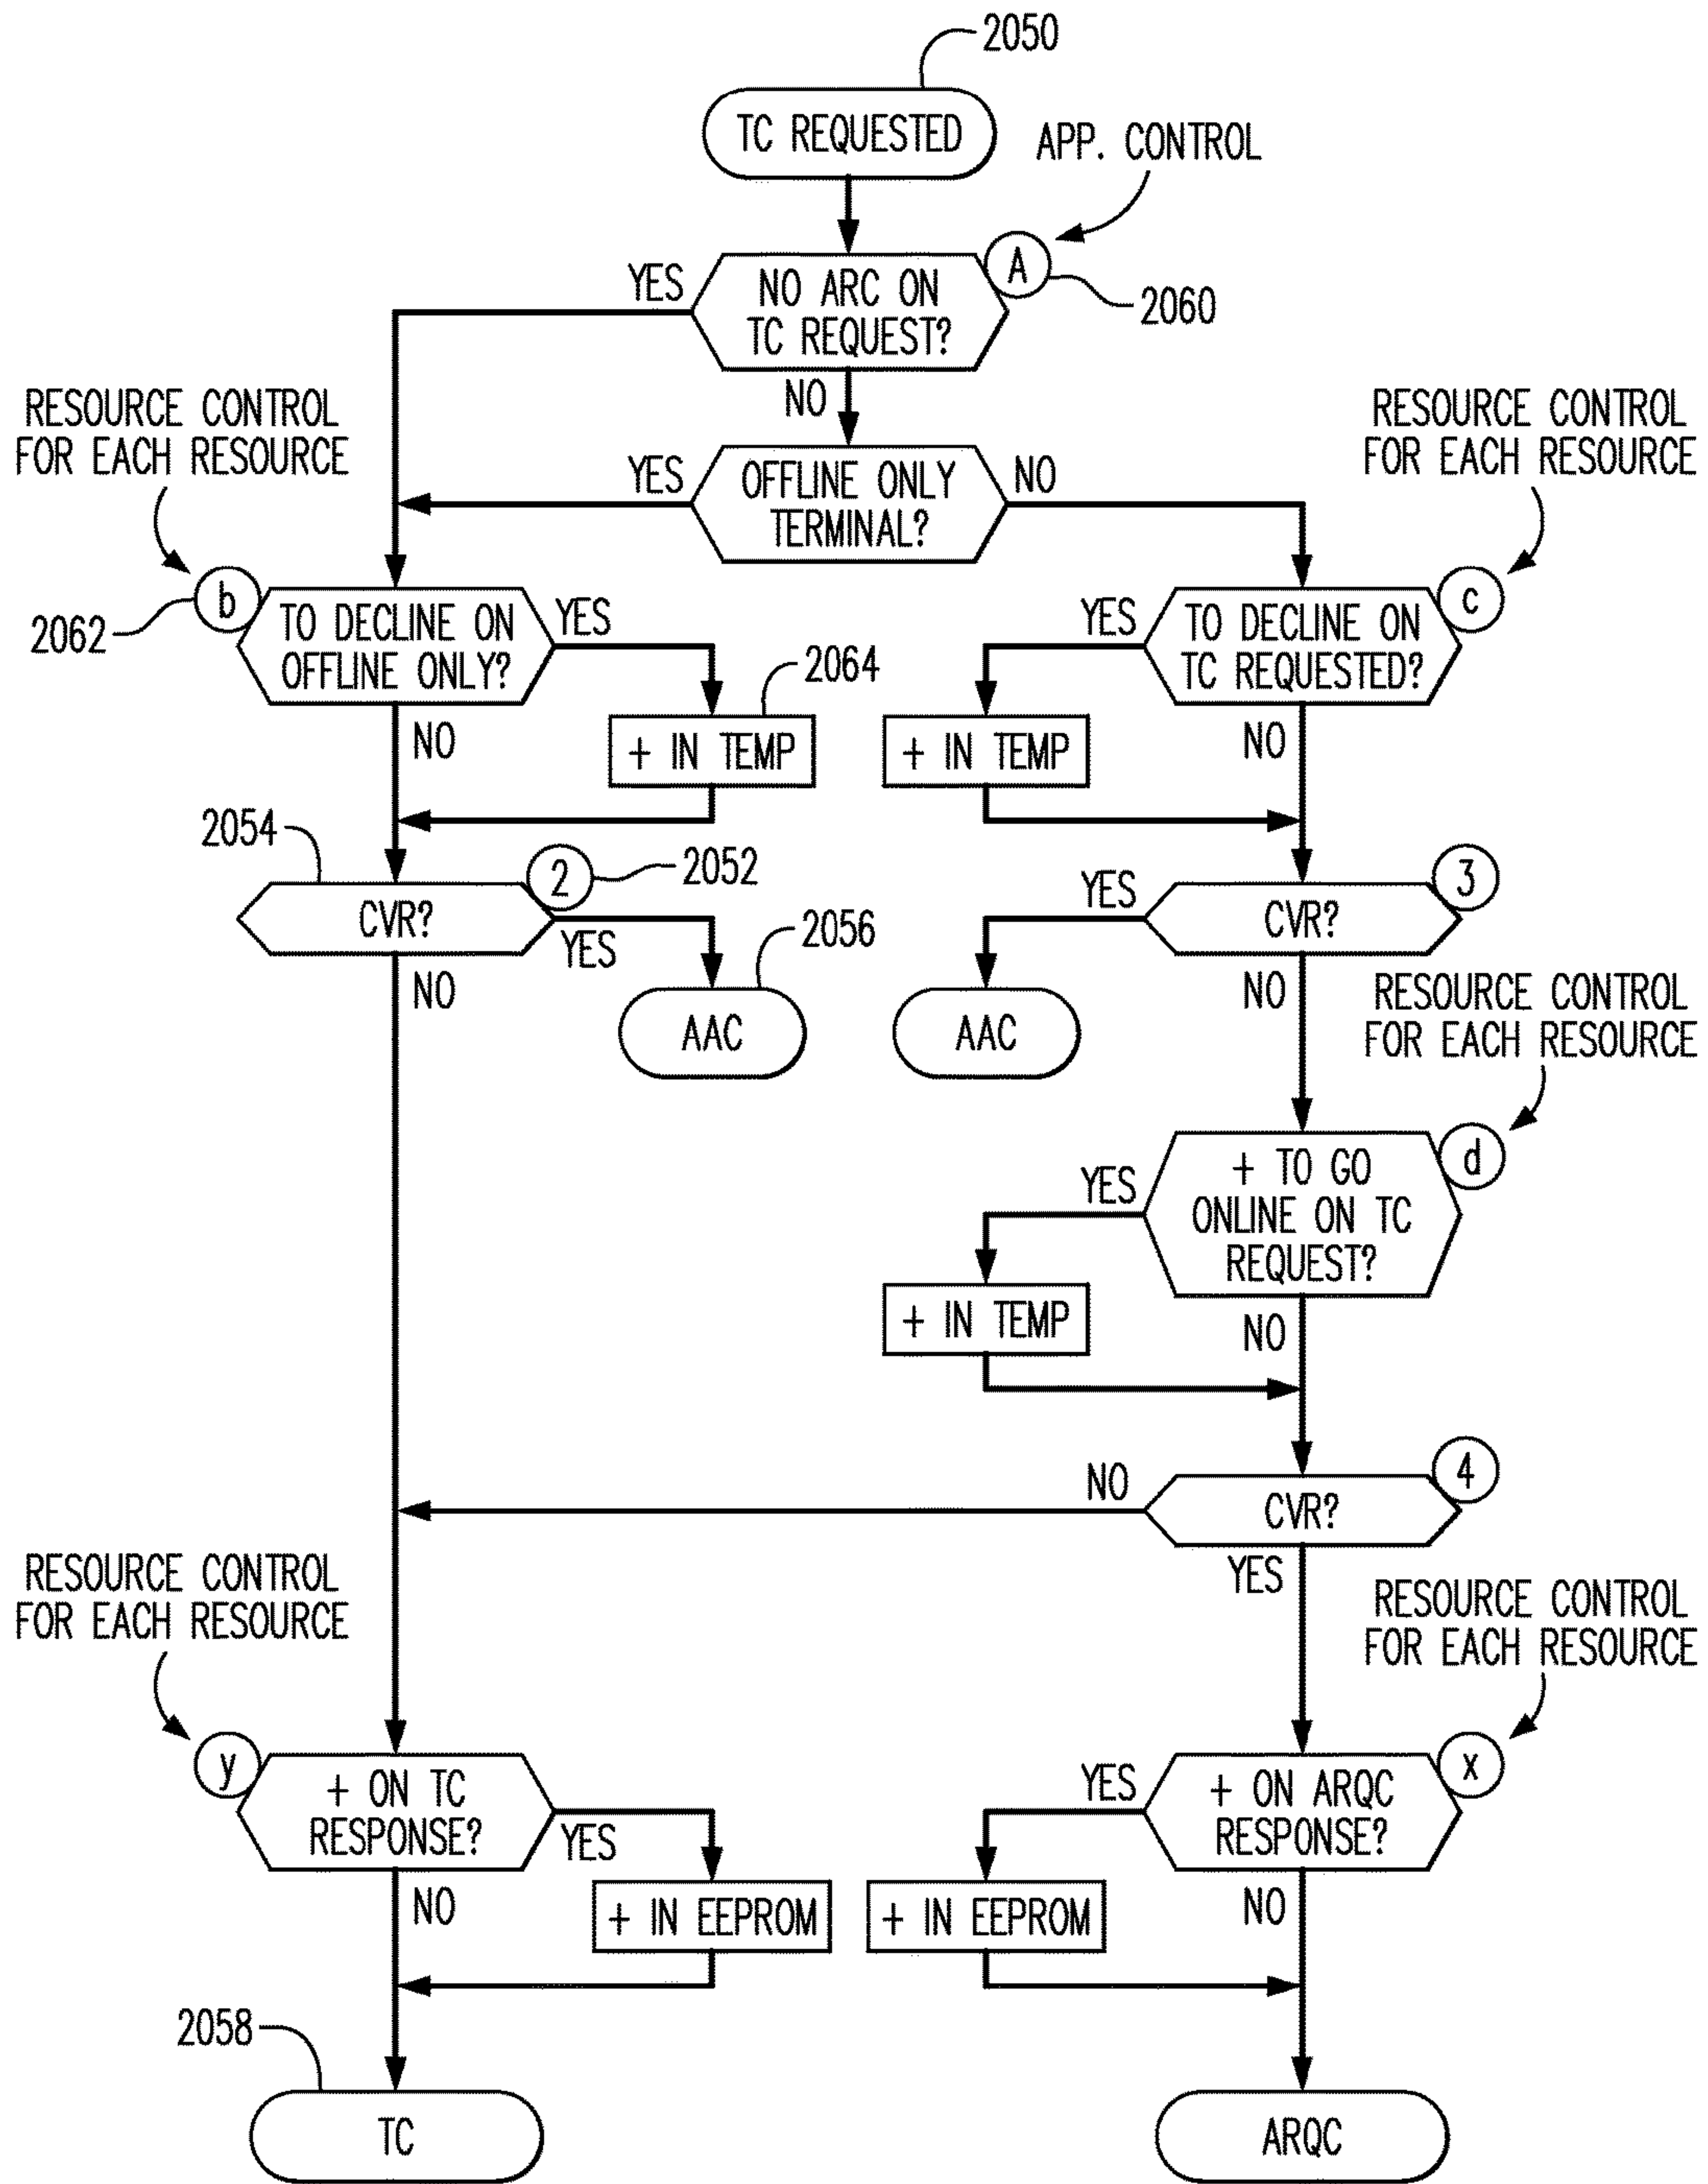 2050
TC REQUESTED
APP. CONTROL
A
YES
NO ARC ON
TC REQUEST?
2060
NO
RESOURCE CONTROL
FOR EACH RESOURCE
RESOURCE CONTROL
FOR EACH RESOURCE
YES
OFFLINE ONLY
TERMINAL?
NO
b
2062
TO DECLINE ON
OFFLINE ONLY?
YES
YES
TO DECLINE ON
TC REQUESTED?
c
2064
NO
+ IN TEMP
+ IN TEMP
NO
2054
CVR?
2
2052
YES
YES
CVR?
3
2056
NO
AAC
AAC
NO
RESOURCE CONTROL
FOR EACH RESOURCE
YES
+ TO GO
ONLINE ON TC
REQUEST?
d
+ IN TEMP
NO
NO
CVR?
4
YES
RESOURCE CONTROL
FOR EACH RESOURCE
RESOURCE CONTROL
FOR EACH RESOURCE
y
+ ON TC
RESPONSE?
YES
YES
+ ON ARQC
RESPONSE?
x
NO
+ IN EEPROM
+ IN EEPROM
NO
2058
TC
ARQC